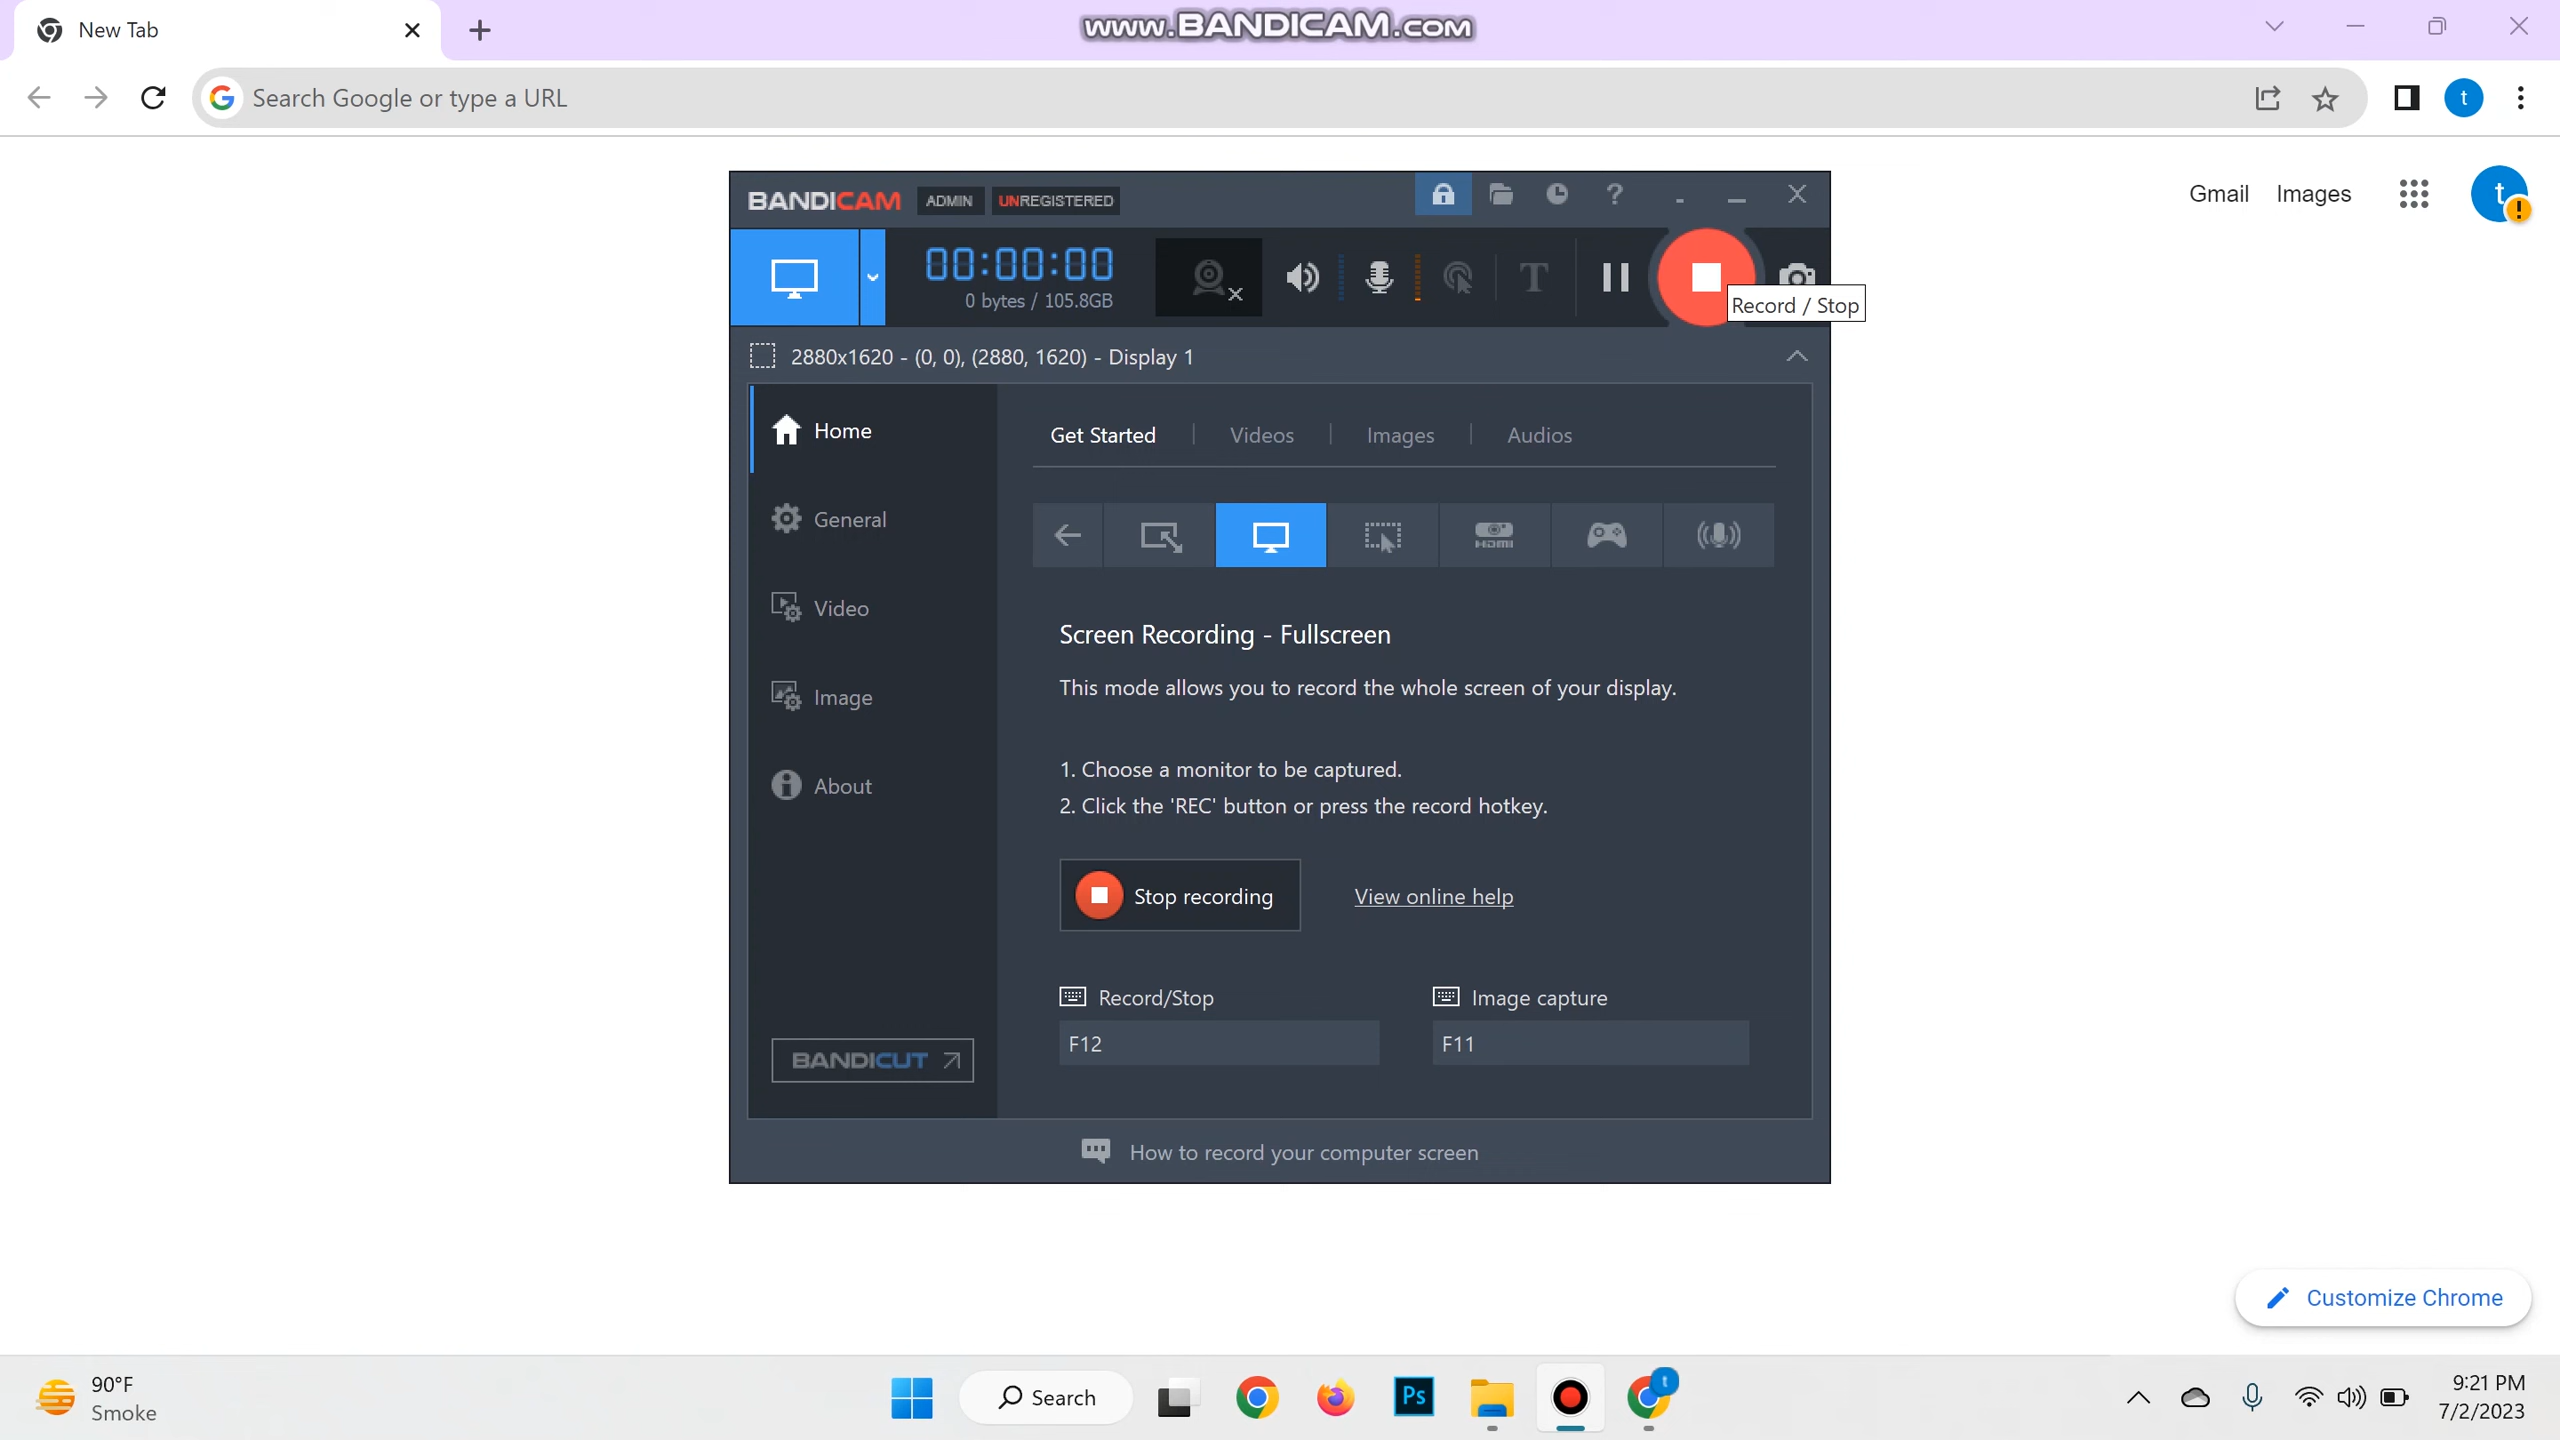 New Tab
www.BANDICAM.com
Search Google or type a URL
t
Gmail
Images
t
BANDICAM
ADMIN
UNREGISTERED
?
00:00:00
0 bytes / 105.8GB
T
Record / Stop
2880x1620 - (0, 0), (2880, 1620) - Display 1
Home
General
Video
Image
About
BANDICUT
Get Started
Videos
Images
Audios
HDMI
Screen Recording - Fullscreen
This mode allows you to record the whole screen of your display.
1. Choose a monitor to be captured.
2. Click the 'REC' button or press the record hotkey.
Stop recording
View online help
Record/Stop
Image capture
F12
F11
How to record your computer screen
Customize Chrome
90°F
Smoke
Search
Ps
t
9:21 PM
7/2/2023